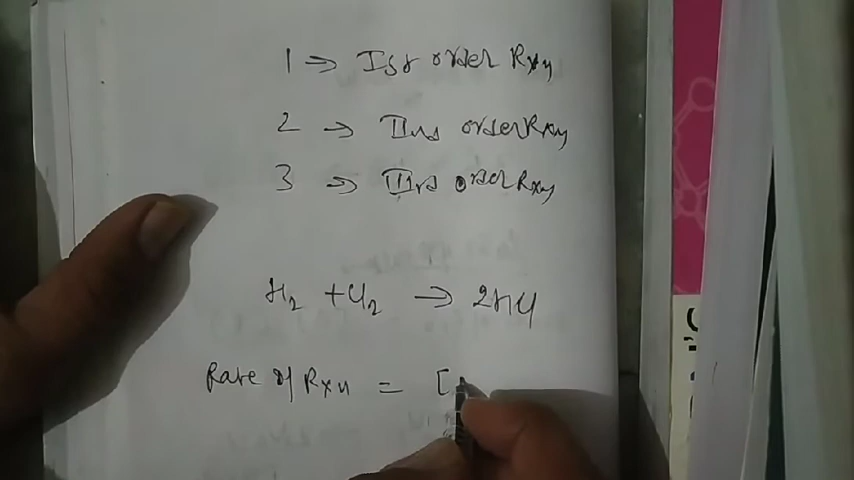 1 → Ist order Rxn
2 → IInd order Rxn
3 → IIIrd order Rxn
H2 + Cl2 → 2HCl
Rate of Rxn = [